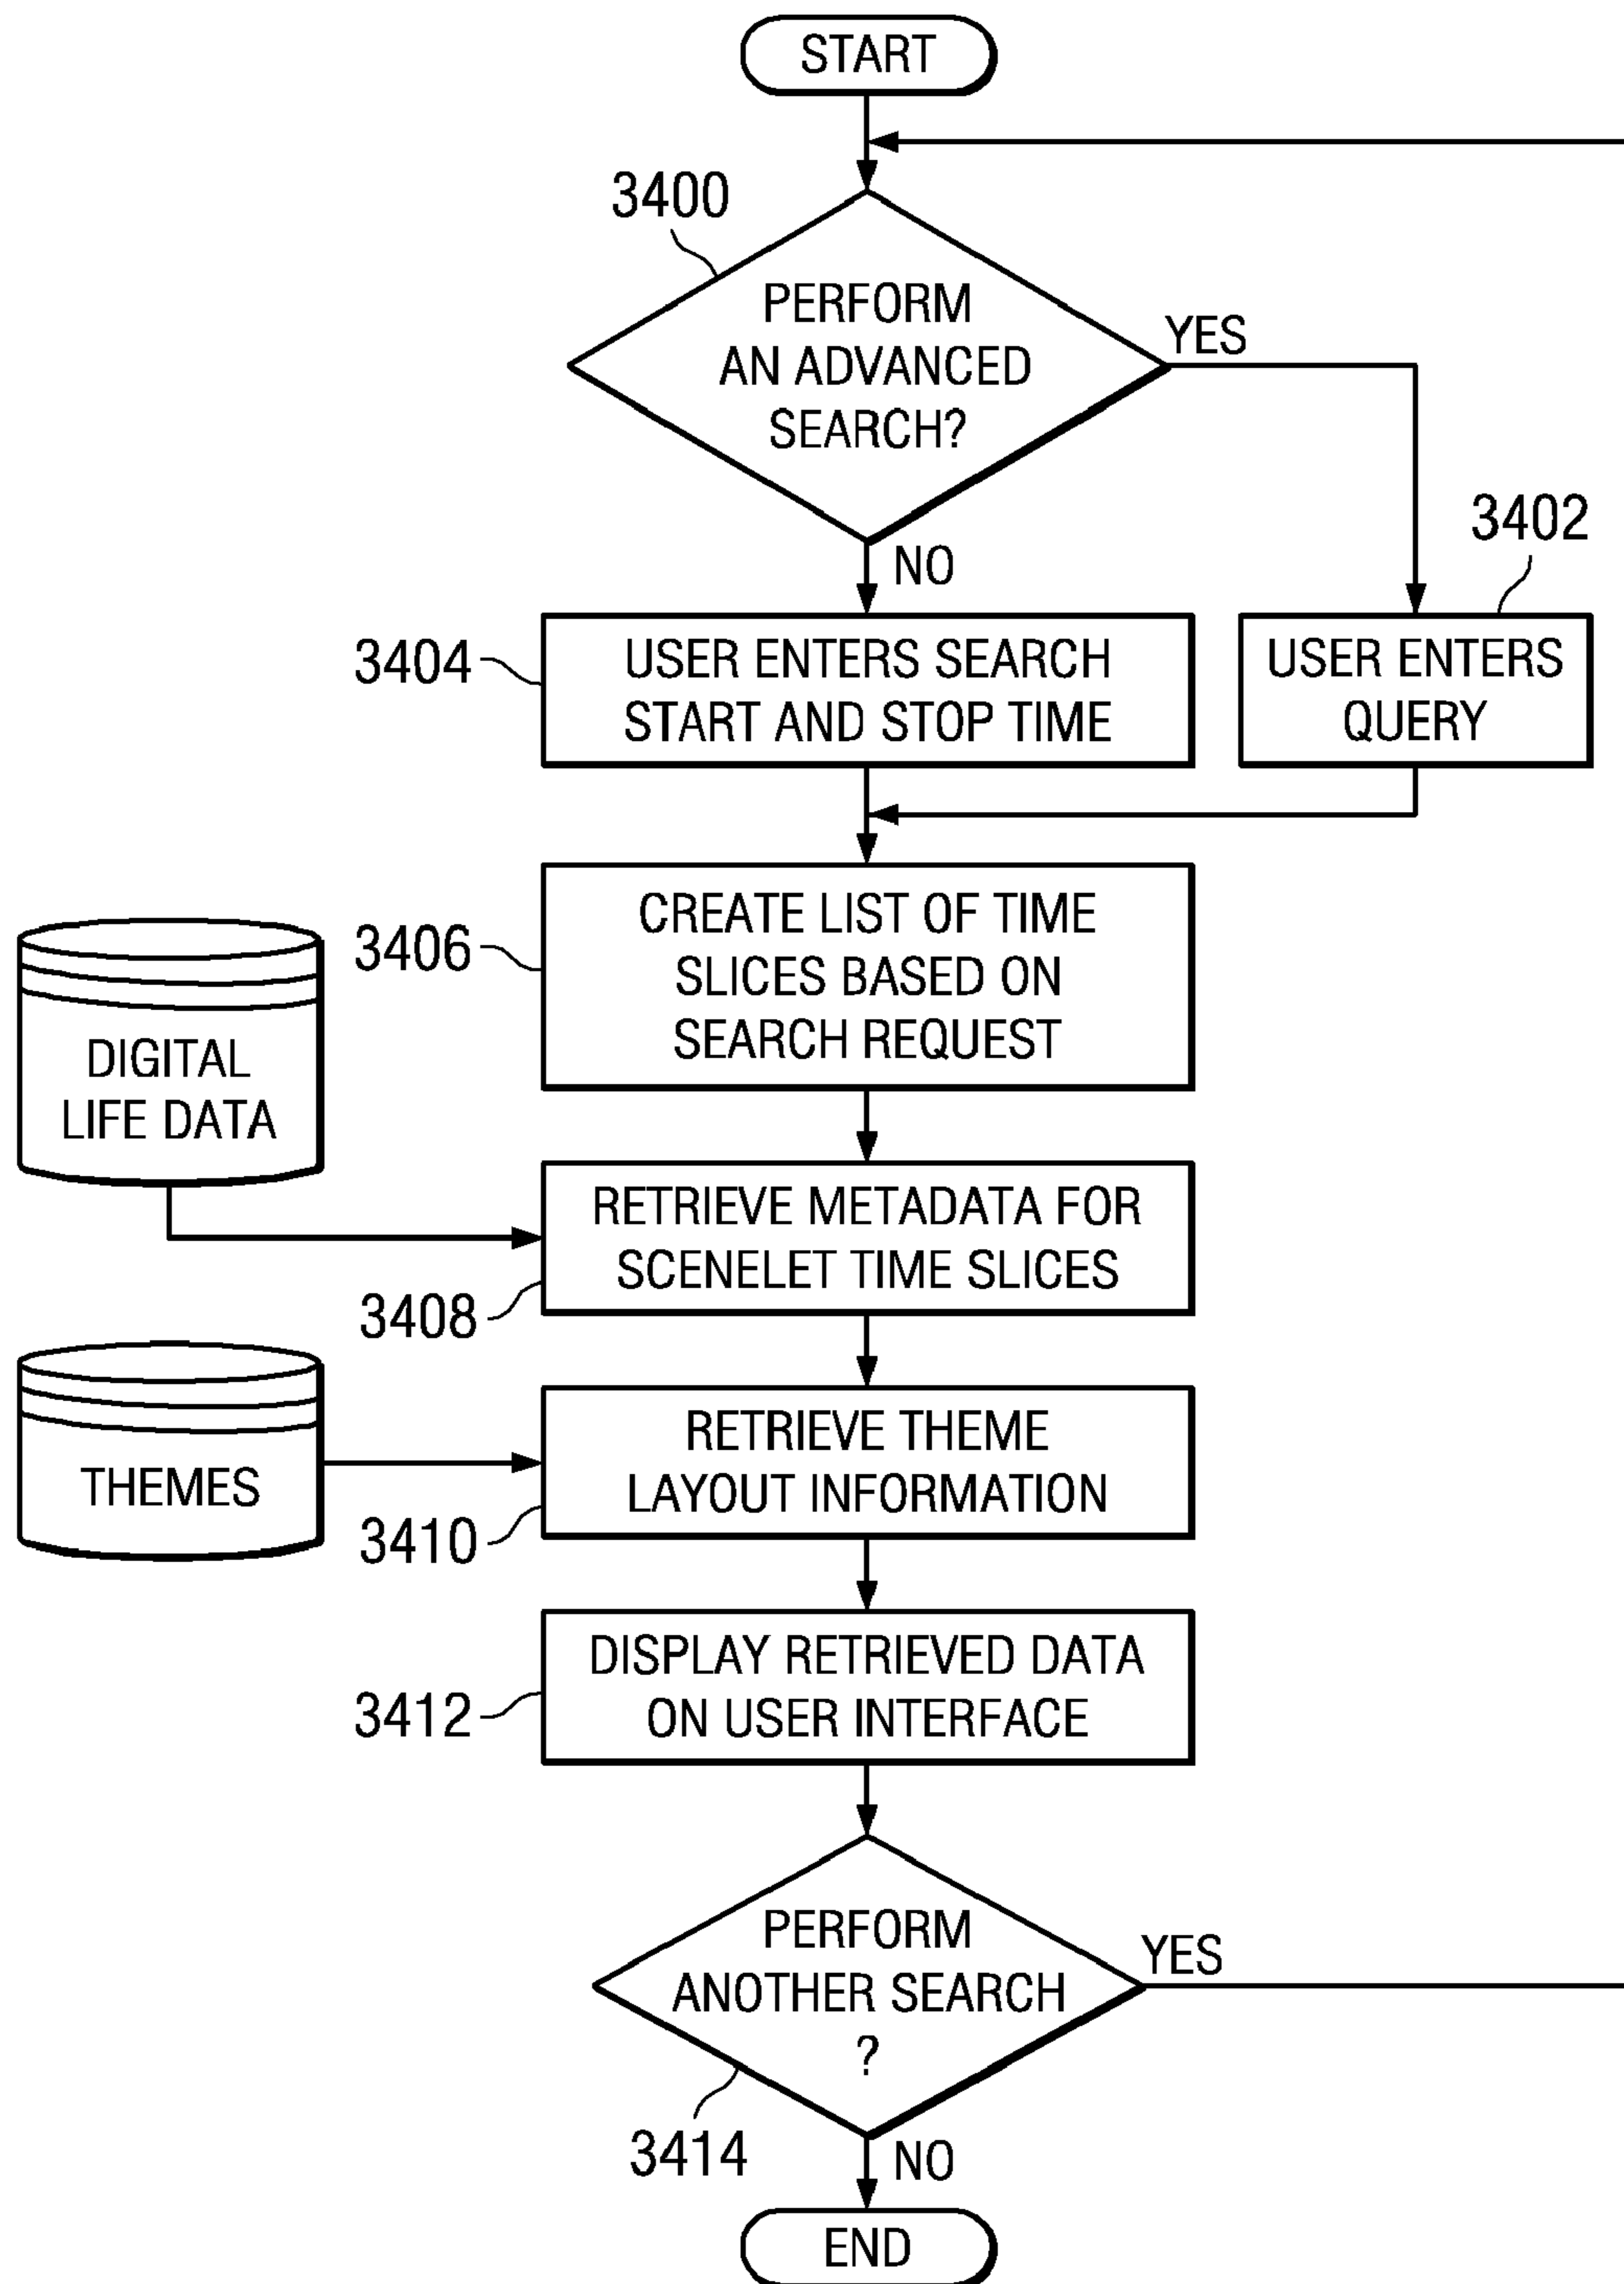 START
3400
PERFORM
AN ADVANCED
SEARCH?
YES
NO
3402
3404
USER ENTERS SEARCH
START AND STOP TIME
USER ENTERS
QUERY
3406
CREATE LIST OF TIME
SLICES BASED ON
SEARCH REQUEST
DIGITAL
LIFE DATA
RETRIEVE METADATA FOR
SCENELET TIME SLICES
3408
THEMES
RETRIEVE THEME
LAYOUT INFORMATION
3410
DISPLAY RETRIEVED DATA
ON USER INTERFACE
3412
PERFORM
ANOTHER SEARCH
?
YES
3414
NO
END